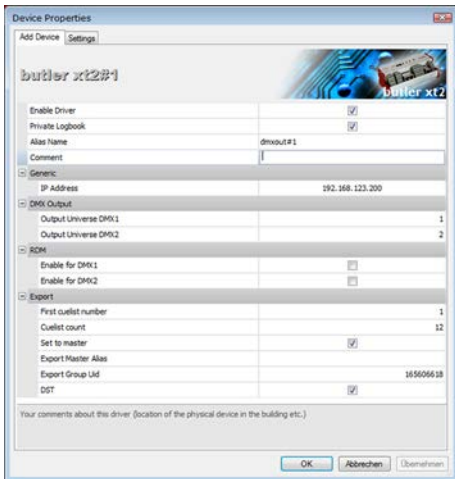 Device Properties
Add Device Settings
butler xt2#1
butler xt2
Enable Driver
Private Logbook
Alias Name dmxout#1
Comment
Generic
IP Address 192.168.123.200
DMX Output
Output Universe DMX1 1
Output Universe DMX2 2
RDM
Enable for DMX1
Enable for DMX2
Export
First cuelist number 1
Cuelist count 12
Set to master
Export Master Alias
Export Group Uid 165606618
DST
Your comments about this driver (location of the physical device in the building etc.)
OK Abbrechen Übernehmen